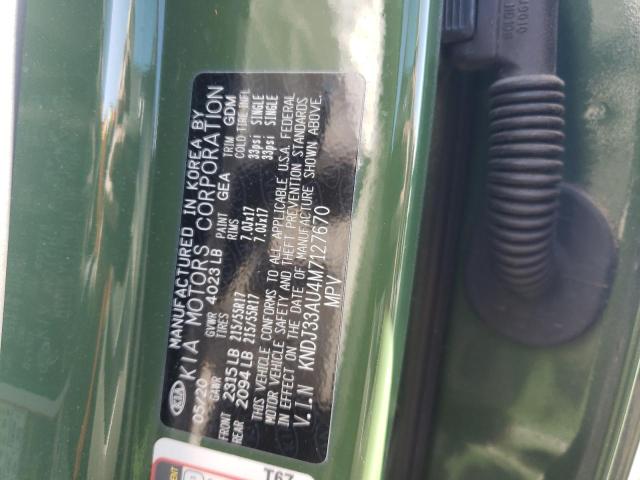 KIA
MANUFACTURED IN KOREA BY
KIA MOTORS CORPORATION
05/20 GVWR 4023 LB PAINT GEA TRIM GDM
GAWR TIRES RIMS COLD TIRE INFL
FRONT 2315 LB 215/55R17 7.0Jx17 33psi SINGLE
REAR 2094 LB 215/55R17 7.0Jx17 33psi SINGLE
THIS VEHICLE CONFORMS TO ALL APPLICABLE U.S.A. FEDERAL
MOTOR VEHICLE SAFETY AND THEFT PREVENTION STANDARDS
IN EFFECT ON THE DATE OF MANUFACTURE SHOWN ABOVE.
V.I.N KNDJ33AU4M7127670
MPV
T67